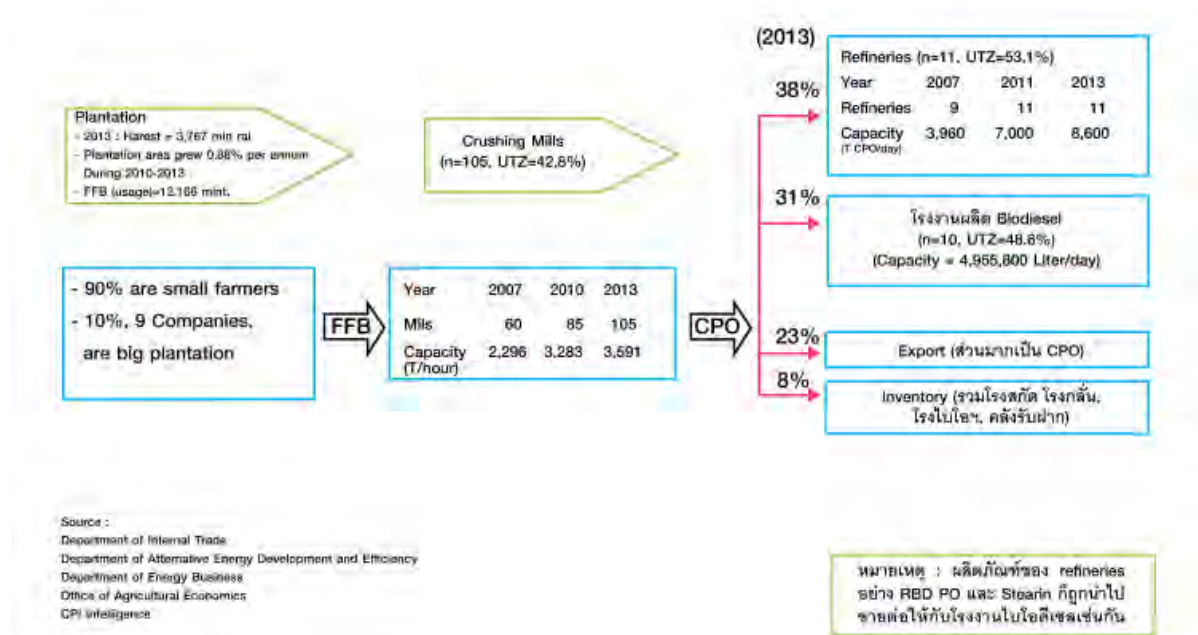 Plantation
- 2013 : Harest = 3,767 mln rai
- Plantation area grew 0.88% per annum
During 2010-2013
- FFB (usage)=12.166 mlnt.
Crushing Mills
(n=105, UTZ=42.8%)
(2013)
38%
Refineries (n=11, UTZ=53.1%)
Year 2007 2011 2013
Refineries 9 11 11
Capacity 3,960 7,000 8,600
(T CPO/day)
31%
โรงงานผลิต Biodiesel
(n=10, UTZ=48.8%)
(Capacity = 4,955,800 Liter/day)
- 90% are small farmers
- 10%, 9 Companies,
are big plantation
FFB
Year 2007 2010 2013
Mills 60 85 105
Capacity 2,296 3,283 3,591
(T/hour)
CPO
23%
Export (ส่วนมากเป็น CPO)
8%
Inventory (รวมโรงสกัด โรงกลั่น,
โรงไบโอฯ, คลังรับฝาก)
Source :
Department of Internal Trade
Department of Alternative Energy Development and Efficiency
Department of Energy Business
Office of Agricultural Economics
CPI Intelligence
หมายเหตุ : ผลิตภัณฑ์ของ refineries
อย่าง RBD PO และ Stearin ก็ถูกนำไป
ขายต่อให้กับโรงงานไบโอดีเซลเช่นกัน